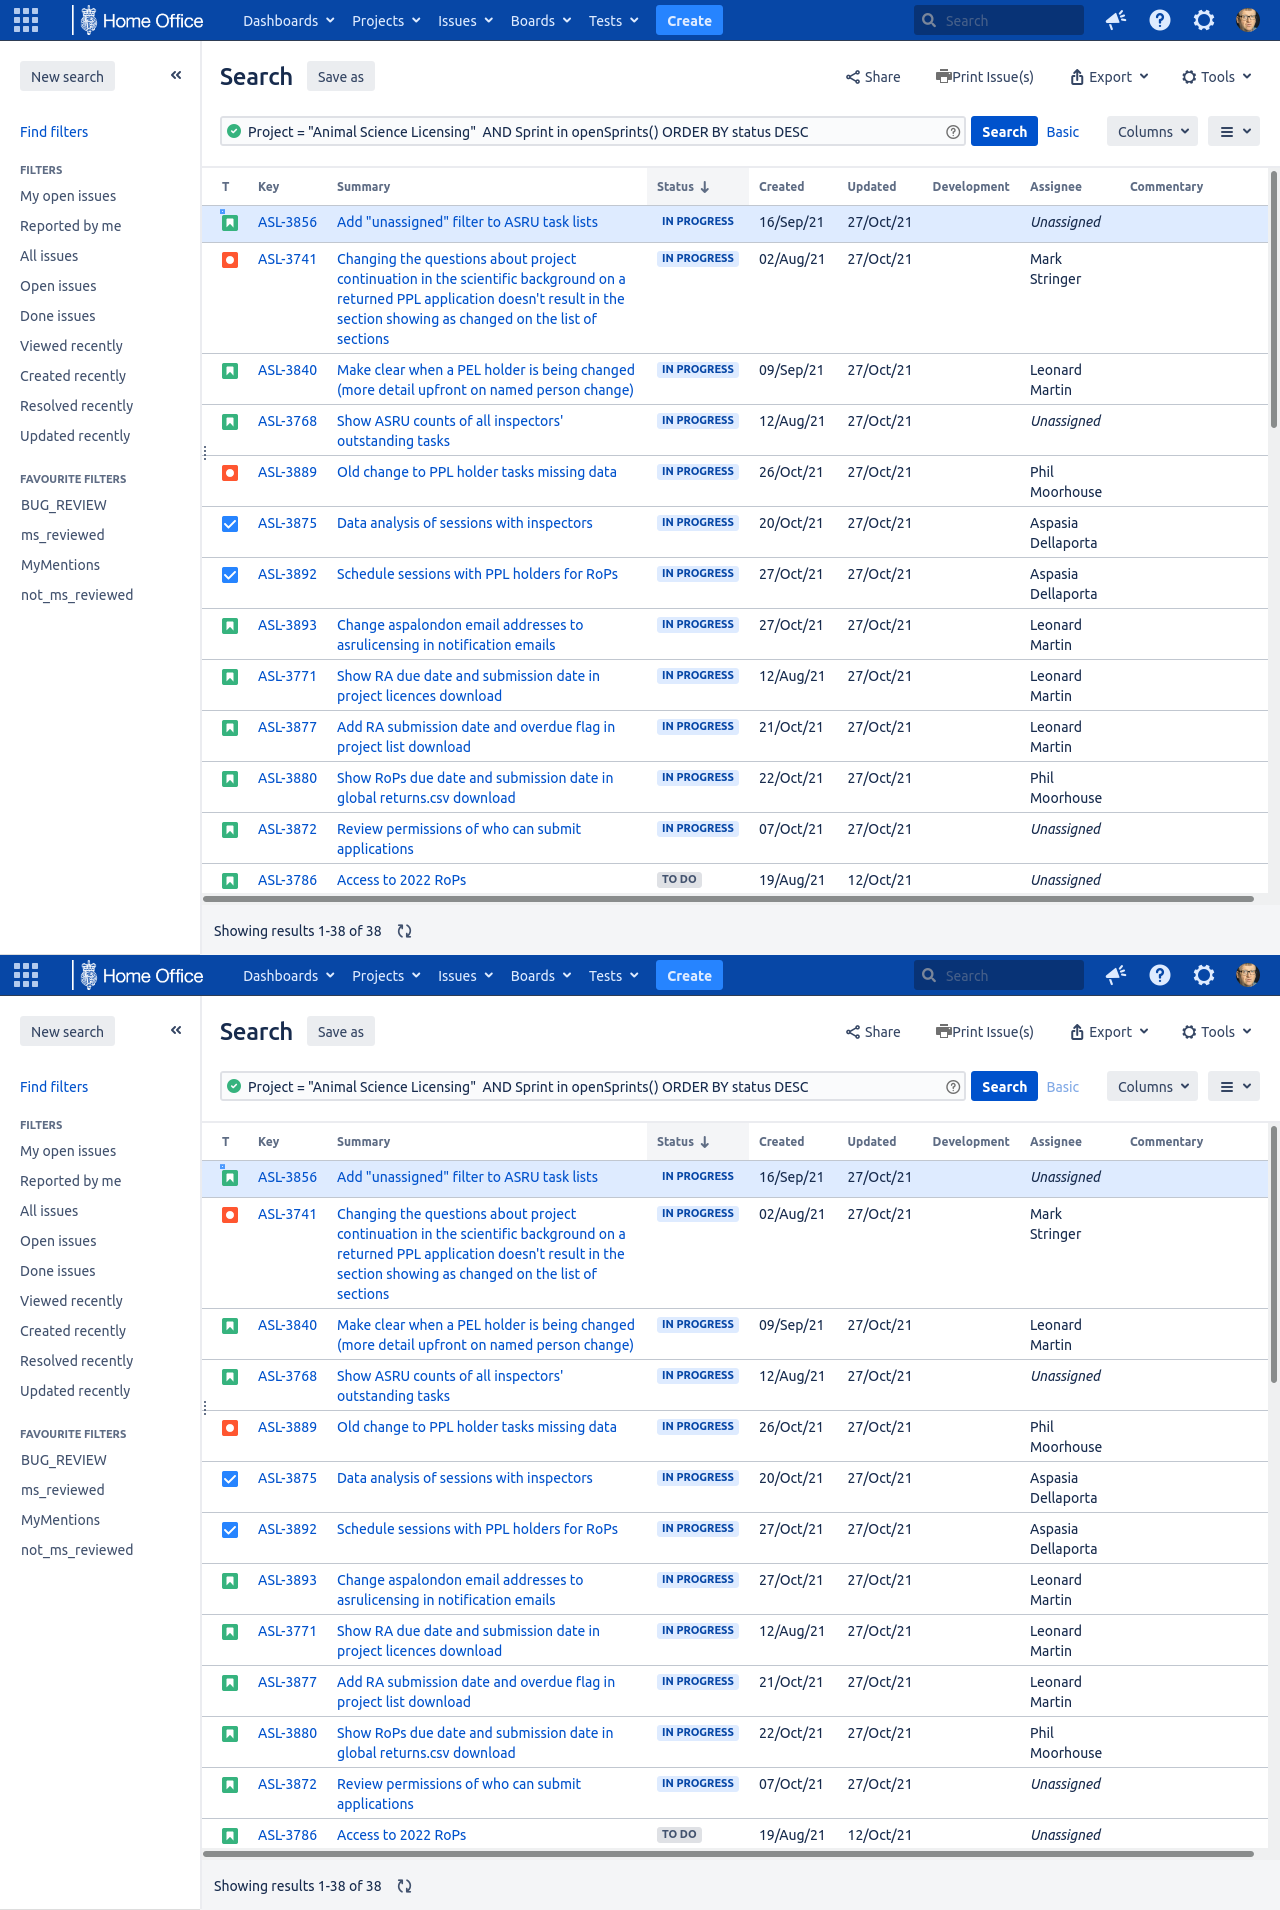 Home Office Dashboards Projects Issues Boards Tests Create Search
New search
Search Save as Share Print Issue(s) Export Tools
Find filters
Project = "Animal Science Licensing"  AND Sprint in openSprints() ORDER BY status DESC Search Basic Columns
FILTERS
My open issues
Reported by me
All issues
Open issues
Done issues
Viewed recently
Created recently
Resolved recently
Updated recently
FAVOURITE FILTERS
BUG_REVIEW
ms_reviewed
MyMentions
not_ms_reviewed
T Key Summary Status Created Updated Development Assignee Commentary
ASL-3856 Add "unassigned" filter to ASRU task lists IN PROGRESS 16/Sep/21 27/Oct/21 Unassigned
ASL-3741 Changing the questions about project IN PROGRESS 02/Aug/21 27/Oct/21 Mark
continuation in the scientific background on a Stringer
returned PPL application doesn't result in the
section showing as changed on the list of
sections
ASL-3840 Make clear when a PEL holder is being changed IN PROGRESS 09/Sep/21 27/Oct/21 Leonard
(more detail upfront on named person change) Martin
ASL-3768 Show ASRU counts of all inspectors' IN PROGRESS 12/Aug/21 27/Oct/21 Unassigned
outstanding tasks
ASL-3889 Old change to PPL holder tasks missing data IN PROGRESS 26/Oct/21 27/Oct/21 Phil
Moorhouse
ASL-3875 Data analysis of sessions with inspectors IN PROGRESS 20/Oct/21 27/Oct/21 Aspasia
Dellaporta
ASL-3892 Schedule sessions with PPL holders for RoPs IN PROGRESS 27/Oct/21 27/Oct/21 Aspasia
Dellaporta
ASL-3893 Change aspalondon email addresses to IN PROGRESS 27/Oct/21 27/Oct/21 Leonard
asrulicensing in notification emails Martin
ASL-3771 Show RA due date and submission date in IN PROGRESS 12/Aug/21 27/Oct/21 Leonard
project licences download Martin
ASL-3877 Add RA submission date and overdue flag in IN PROGRESS 21/Oct/21 27/Oct/21 Leonard
project list download Martin
ASL-3880 Show RoPs due date and submission date in IN PROGRESS 22/Oct/21 27/Oct/21 Phil
global returns.csv download Moorhouse
ASL-3872 Review permissions of who can submit IN PROGRESS 07/Oct/21 27/Oct/21 Unassigned
applications
ASL-3786 Access to 2022 RoPs TO DO 19/Aug/21 12/Oct/21 Unassigned
Showing results 1-38 of 38
Home Office Dashboards Projects Issues Boards Tests Create Search
New search
Search Save as Share Print Issue(s) Export Tools
Find filters
Project = "Animal Science Licensing"  AND Sprint in openSprints() ORDER BY status DESC Search Basic Columns
FILTERS
My open issues
Reported by me
All issues
Open issues
Done issues
Viewed recently
Created recently
Resolved recently
Updated recently
FAVOURITE FILTERS
BUG_REVIEW
ms_reviewed
MyMentions
not_ms_reviewed
T Key Summary Status Created Updated Development Assignee Commentary
ASL-3856 Add "unassigned" filter to ASRU task lists IN PROGRESS 16/Sep/21 27/Oct/21 Unassigned
ASL-3741 Changing the questions about project IN PROGRESS 02/Aug/21 27/Oct/21 Mark
continuation in the scientific background on a Stringer
returned PPL application doesn't result in the
section showing as changed on the list of
sections
ASL-3840 Make clear when a PEL holder is being changed IN PROGRESS 09/Sep/21 27/Oct/21 Leonard
(more detail upfront on named person change) Martin
ASL-3768 Show ASRU counts of all inspectors' IN PROGRESS 12/Aug/21 27/Oct/21 Unassigned
outstanding tasks
ASL-3889 Old change to PPL holder tasks missing data IN PROGRESS 26/Oct/21 27/Oct/21 Phil
Moorhouse
ASL-3875 Data analysis of sessions with inspectors IN PROGRESS 20/Oct/21 27/Oct/21 Aspasia
Dellaporta
ASL-3892 Schedule sessions with PPL holders for RoPs IN PROGRESS 27/Oct/21 27/Oct/21 Aspasia
Dellaporta
ASL-3893 Change aspalondon email addresses to IN PROGRESS 27/Oct/21 27/Oct/21 Leonard
asrulicensing in notification emails Martin
ASL-3771 Show RA due date and submission date in IN PROGRESS 12/Aug/21 27/Oct/21 Leonard
project licences download Martin
ASL-3877 Add RA submission date and overdue flag in IN PROGRESS 21/Oct/21 27/Oct/21 Leonard
project list download Martin
ASL-3880 Show RoPs due date and submission date in IN PROGRESS 22/Oct/21 27/Oct/21 Phil
global returns.csv download Moorhouse
ASL-3872 Review permissions of who can submit IN PROGRESS 07/Oct/21 27/Oct/21 Unassigned
applications
ASL-3786 Access to 2022 RoPs TO DO 19/Aug/21 12/Oct/21 Unassigned
Showing results 1-38 of 38